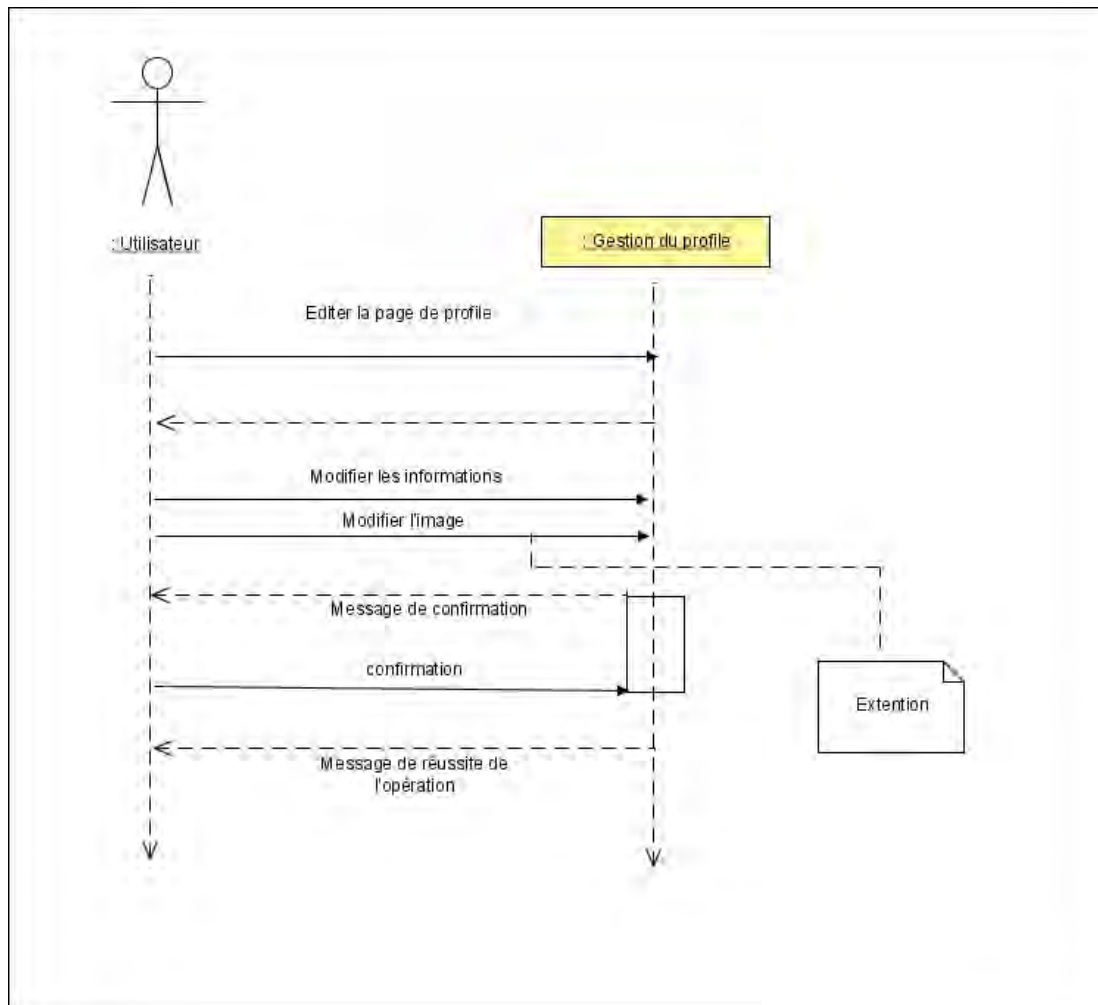 : Utilisateur
: Gestion du profile
Editer la page de profile
Modifier les informations
Modifier l'image
Message de confirmation
confirmation
Extention
Message de réussite de
l'opération